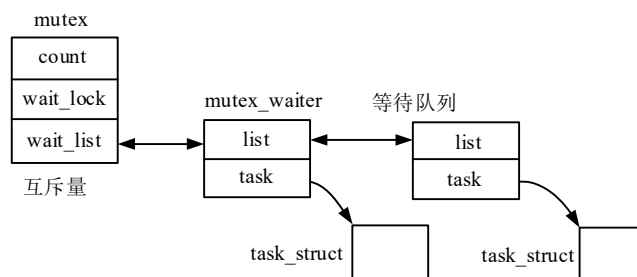 mutex
count
wait_lock
wait_list
互斥量
mutex_waiter
list
task
task_struct
等待队列
list
task
task_struct